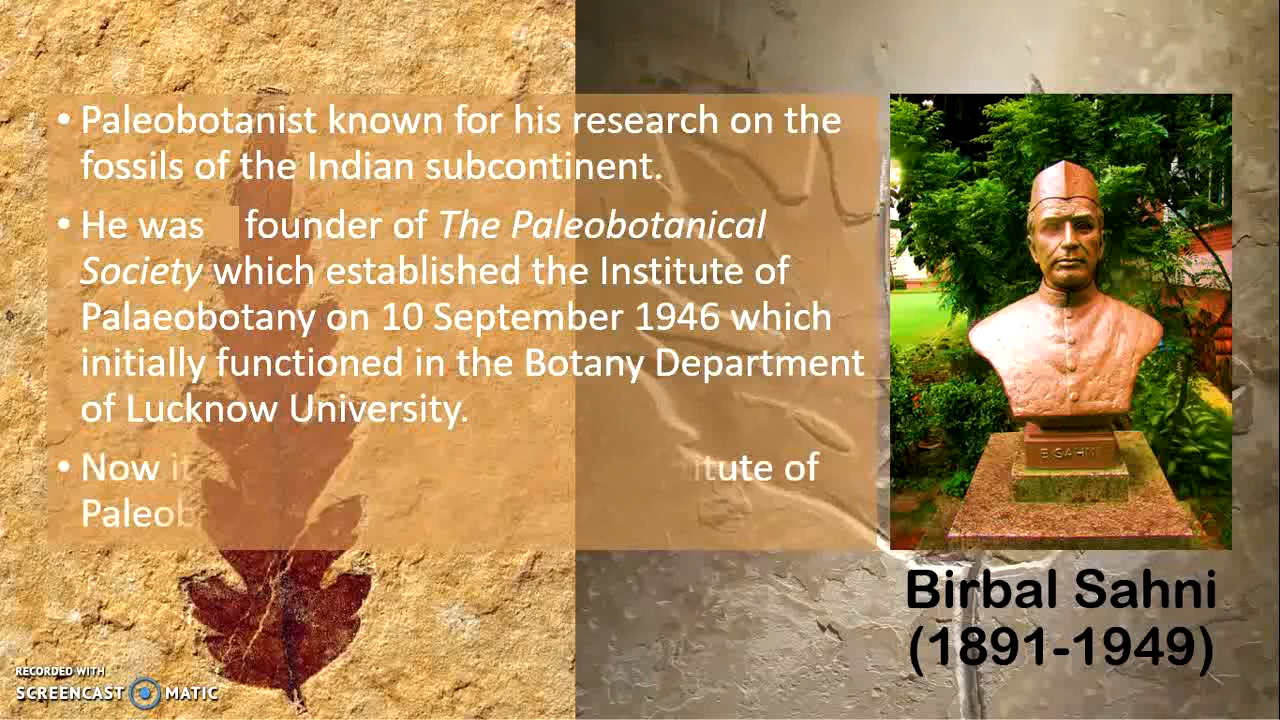 • Paleobotanist known for his research on the
fossils of the Indian subcontinent.
• He was founder of The Paleobotanical
Society which established the Institute of
Palaeobotany on 10 September 1946 which
initially functioned in the Botany Department
of Lucknow University.
• Now it itute of
Paleob
B SAHNI
Birbal Sahni
(1891-1949)
RECORDED WITH
SCREENCAST MATIC